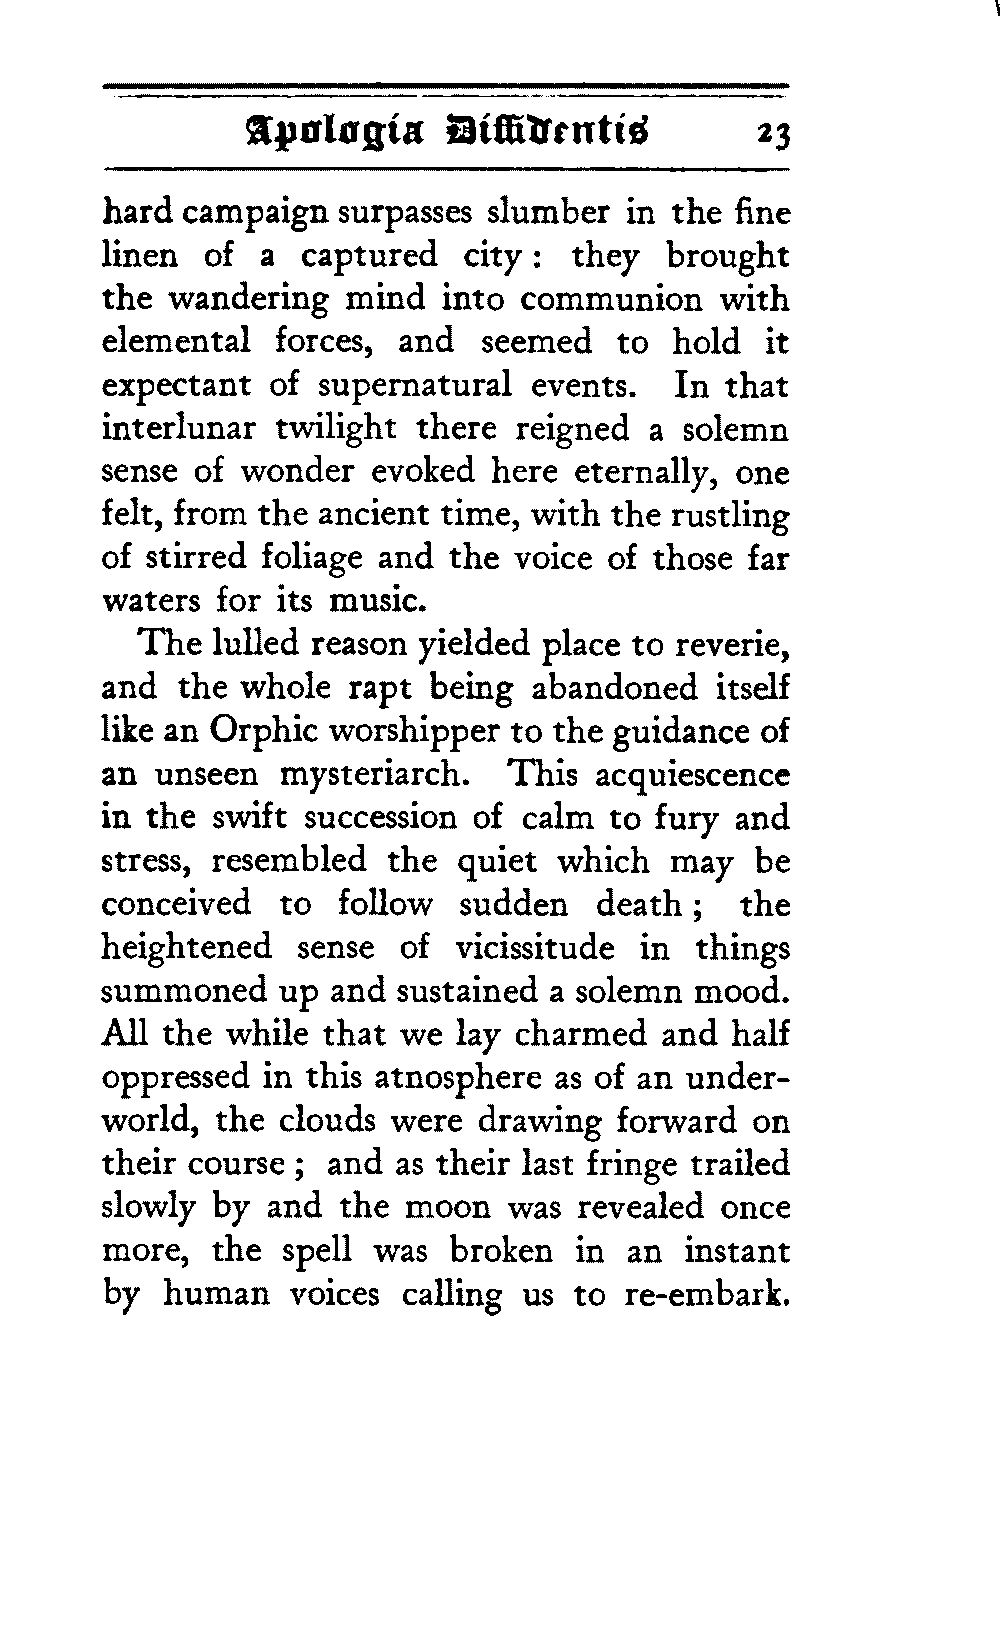 Apologia Diffidentis 23
hard campaign surpasses slumber in the fine
linen of a captured city : they brought
the wandering mind into communion with
elemental forces, and seemed to hold it
expectant of supernatural events. In that
interlunar twilight there reigned a solemn
sense of wonder evoked here eternally, one
felt, from the ancient time, with the rustling
of stirred foliage and the voice of those far
waters for its music.
The lulled reason yielded place to reverie,
and the whole rapt being abandoned itself
like an Orphic worshipper to the guidance of
an unseen mysteriarch. This acquiescence
in the swift succession of calm to fury and
stress, resembled the quiet which may be
conceived to follow sudden death ; the
heightened sense of vicissitude in things
summoned up and sustained a solemn mood.
All the while that we lay charmed and half
oppressed in this atnosphere as of an under-
world, the clouds were drawing forward on
their course ; and as their last fringe trailed
slowly by and the moon was revealed once
more, the spell was broken in an instant
by human voices calling us to re-embark.